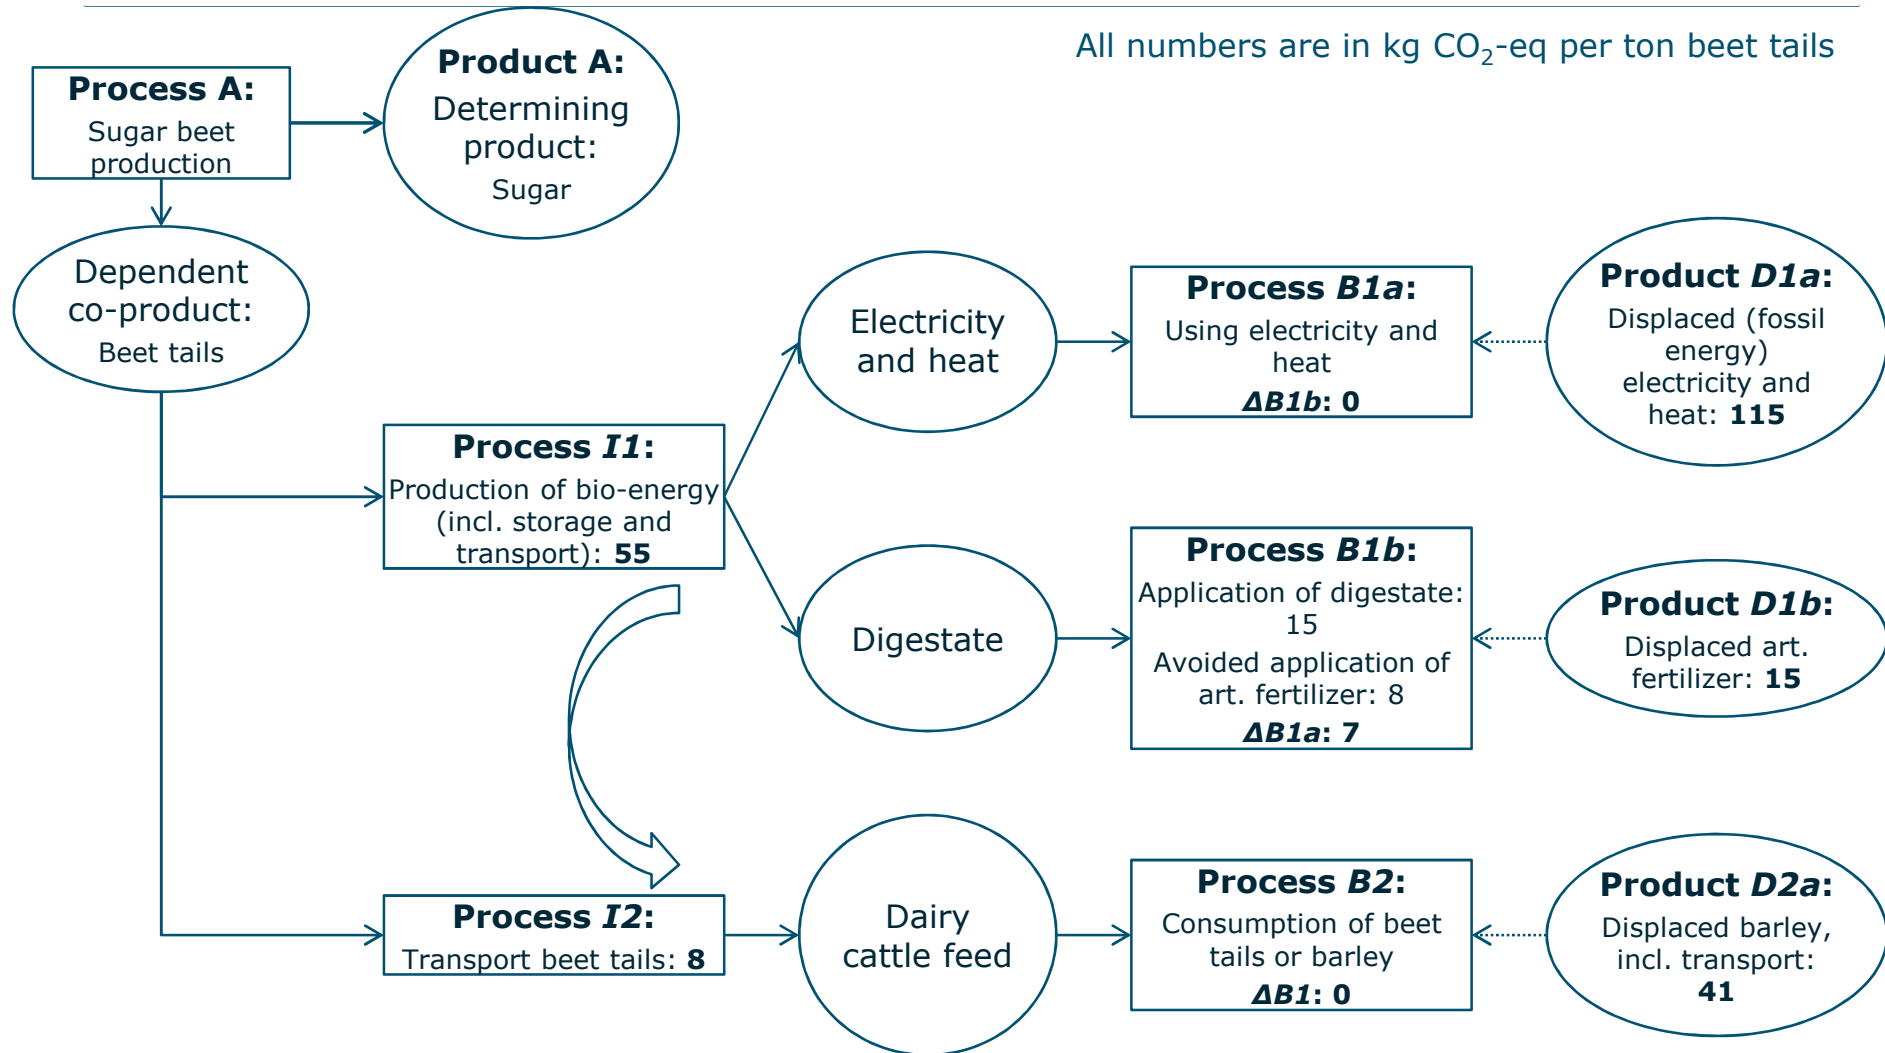 All numbers are in kg CO₂-eq per ton beet tails
Process A:
Sugar beet
production
Product A:
Determining
product:
Sugar
Dependent
co-product:
Beet tails
Process I1:
Production of bio-energy
(incl. storage and
transport): 55
Electricity
and heat
Process B1a:
Using electricity and
heat
ΔB1b: 0
Product D1a:
Displaced (fossil
energy)
electricity and
heat: 115
Digestate
Process B1b:
Application of digestate:
15
Avoided application of
art. fertilizer: 8
ΔB1a: 7
Product D1b:
Displaced art.
fertilizer: 15
Process I2:
Transport beet tails: 8
Dairy
cattle feed
Process B2:
Consumption of beet
tails or barley
ΔB1: 0
Product D2a:
Displaced barley,
incl. transport:
41